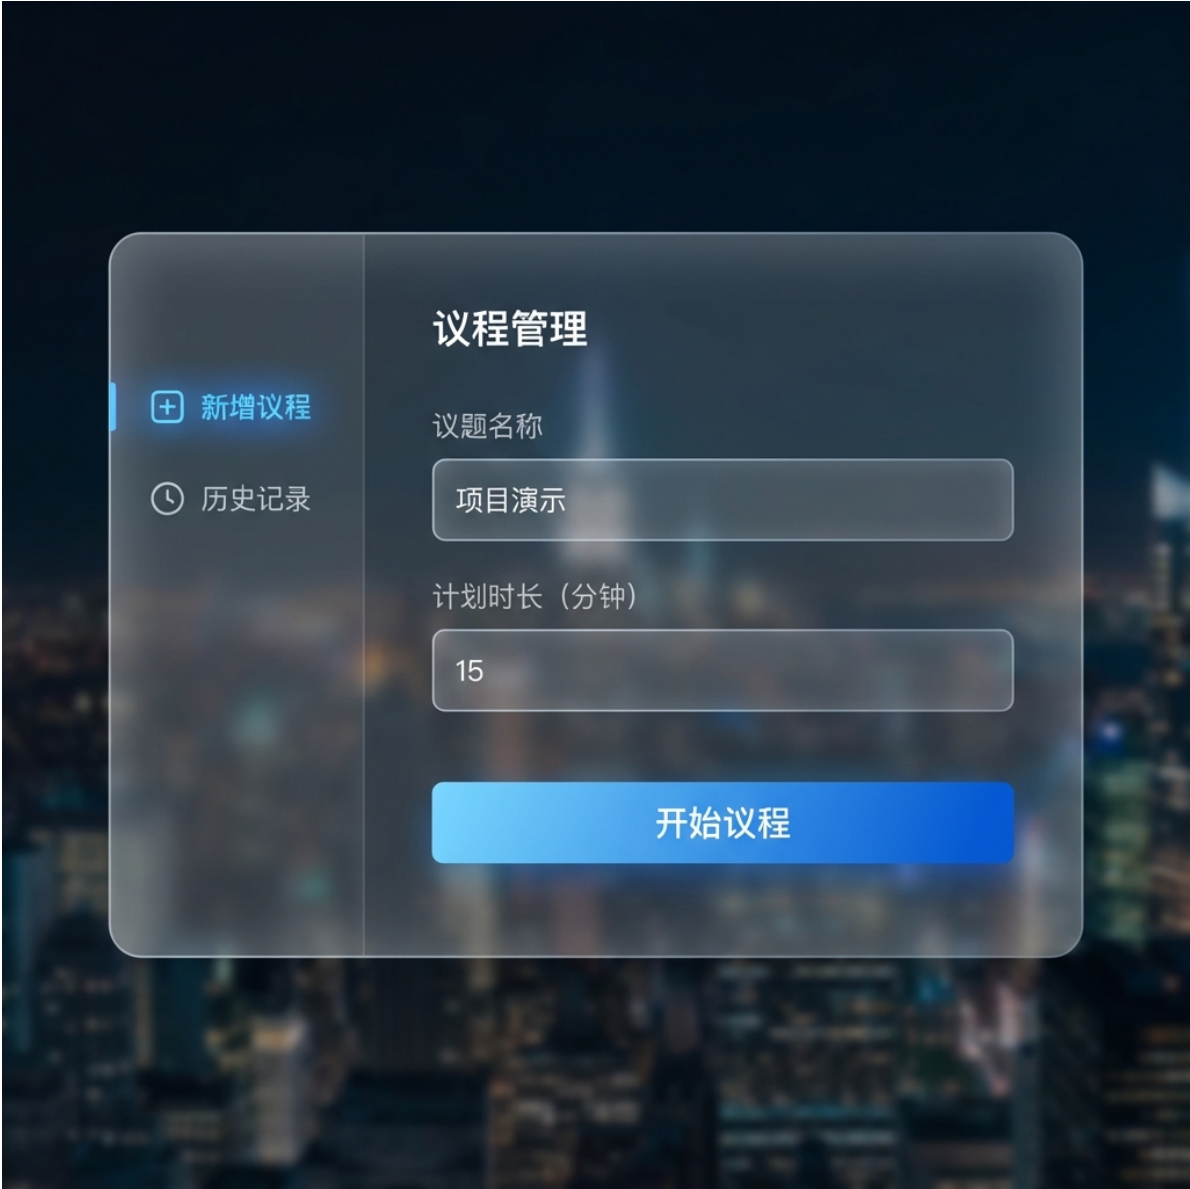 新增议程
历史记录
议程管理
议题名称
项目演示
计划时长（分钟）
15
开始议程